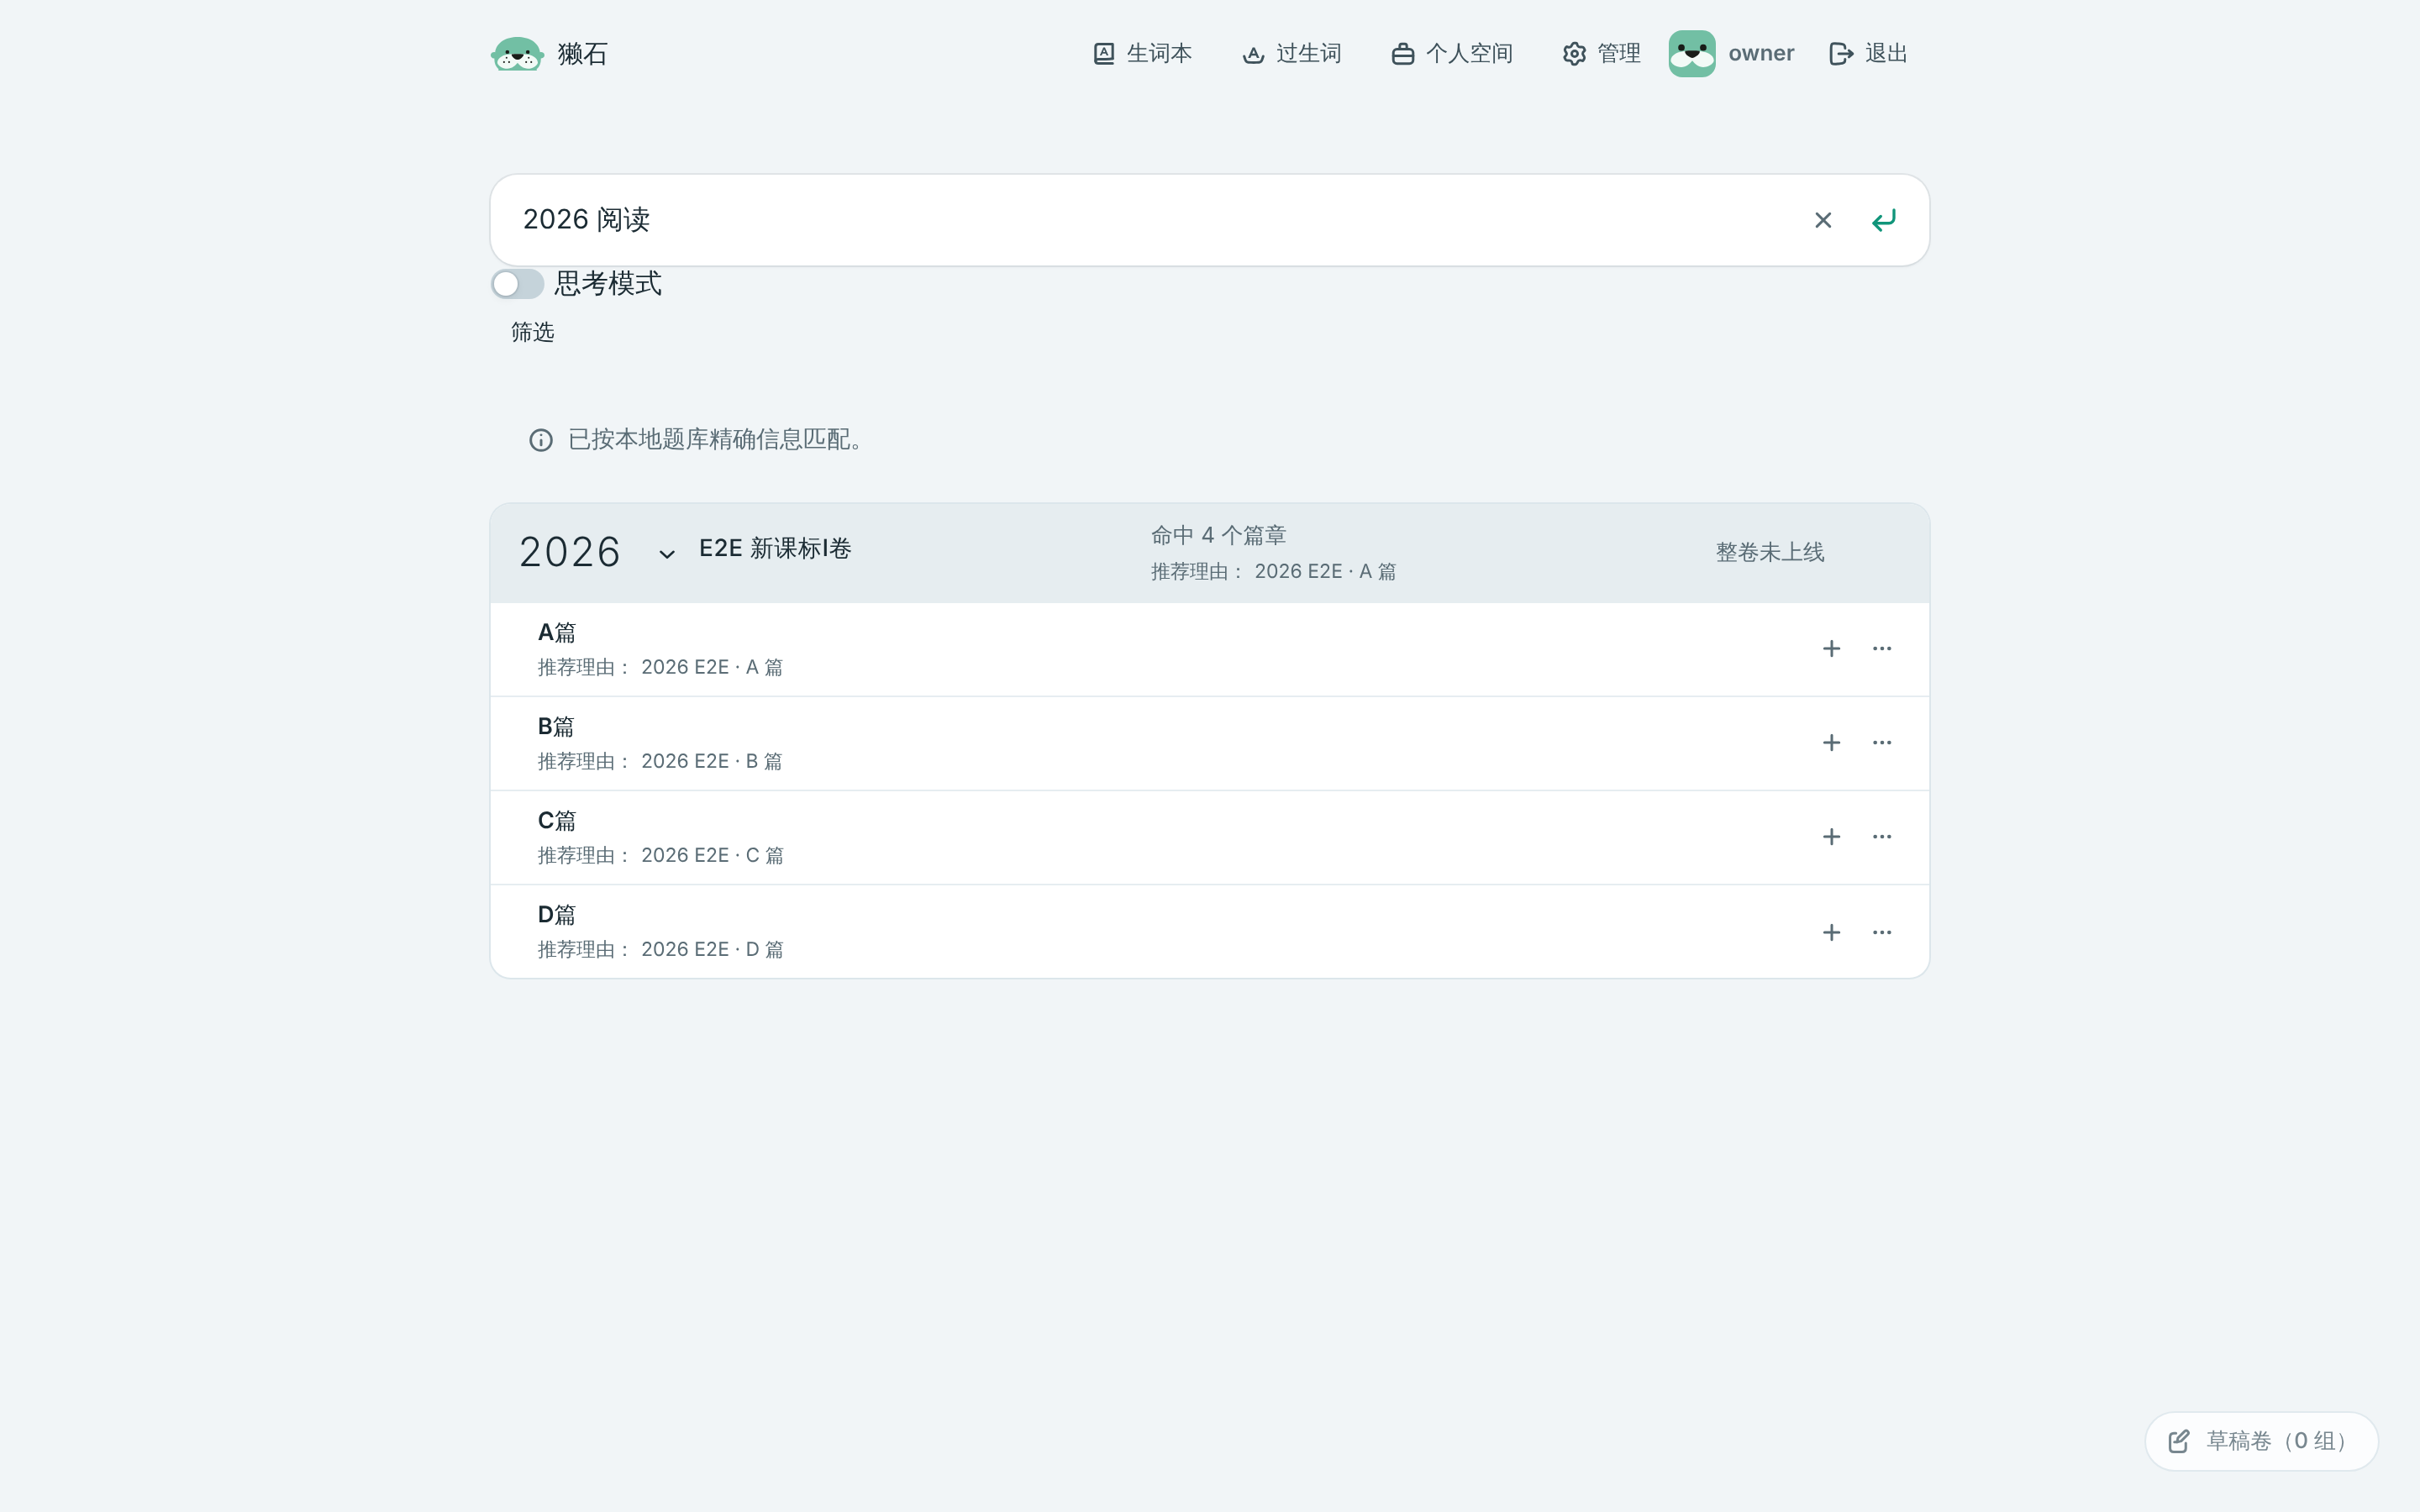 獭石
生词本
过生词
个人空间
管理
owner
退出
2026 阅读
思考模式
筛选
已按本地题库精确信息匹配。
2026
E2E 新课标I卷
命中 4 个篇章
推荐理由： 2026 E2E · A 篇
整卷未上线
A篇
推荐理由： 2026 E2E · A 篇
B篇
推荐理由： 2026 E2E · B 篇
C篇
推荐理由： 2026 E2E · C 篇
D篇
推荐理由： 2026 E2E · D 篇
草稿卷（0 组）